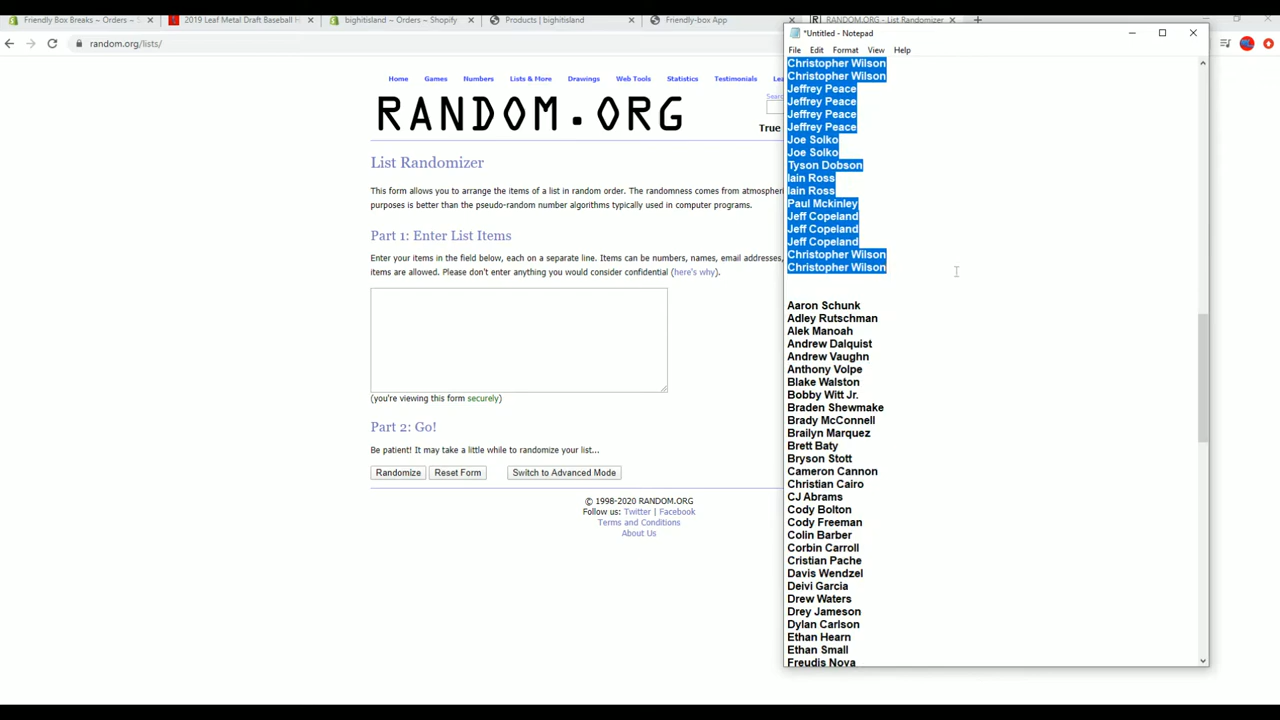 Friendly Box Breaks ~ Orders ~ S
2019 Leaf Metal Draft Baseball H
bighitisland ~ Orders ~ Shopify
Products | bighitisland
Friendly-box App
RANDOM.ORG - List Randomizer
random.org/lists/
*Untitled - Notepad
File Edit Format View Help
Home Games Numbers Lists & More Drawings Web Tools Statistics Testimonials
RANDOM.ORG
True
List Randomizer
This form allows you to arrange the items of a list in random order. The randomness comes from atmospheri
purposes is better than the pseudo-random number algorithms typically used in computer programs.
Part 1: Enter List Items
Enter your items in the field below, each on a separate line. Items can be numbers, names, email addresses,
items are allowed. Please don't enter anything you would consider confidential (here's why).
(you're viewing this form securely)
Part 2: Go!
Be patient! It may take a little while to randomize your list...
Randomize Reset Form Switch to Advanced Mode
© 1998-2020 RANDOM.ORG
Follow us: Twitter | Facebook
Terms and Conditions
About Us
Christopher Wilson
Christopher Wilson
Jeffrey Peace
Jeffrey Peace
Jeffrey Peace
Jeffrey Peace
Joe Solko
Joe Solko
Tyson Dobson
Iain Ross
Iain Ross
Paul Mckinley
Jeff Copeland
Jeff Copeland
Jeff Copeland
Christopher Wilson
Christopher Wilson
Aaron Schunk
Adley Rutschman
Alek Manoah
Andrew Dalquist
Andrew Vaughn
Anthony Volpe
Blake Walston
Bobby Witt Jr.
Braden Shewmake
Brady McConnell
Brailyn Marquez
Brett Baty
Bryson Stott
Cameron Cannon
Christian Cairo
CJ Abrams
Cody Bolton
Cody Freeman
Colin Barber
Corbin Carroll
Cristian Pache
Davis Wendzel
Deivi Garcia
Drew Waters
Drey Jameson
Dylan Carlson
Ethan Hearn
Ethan Small
Freudis Nova